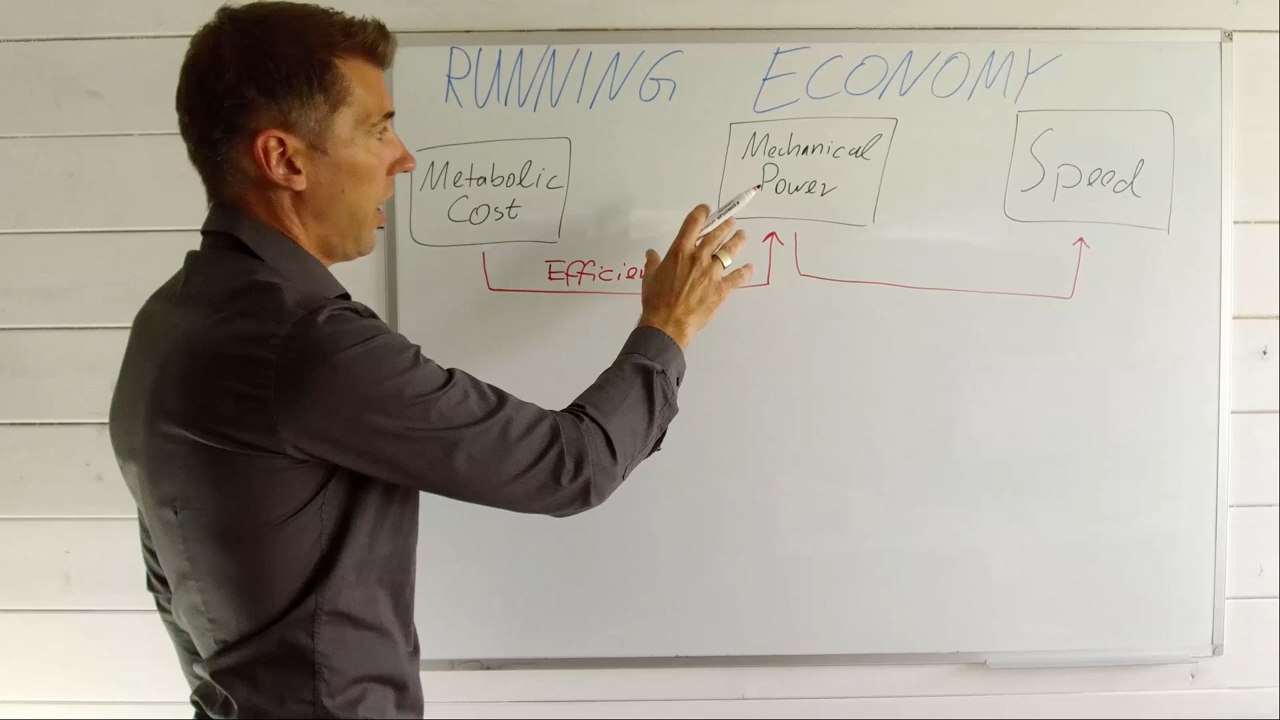 RUNNING ECONOMY
Metabolic
Cost
Mechanical
Power
Speed